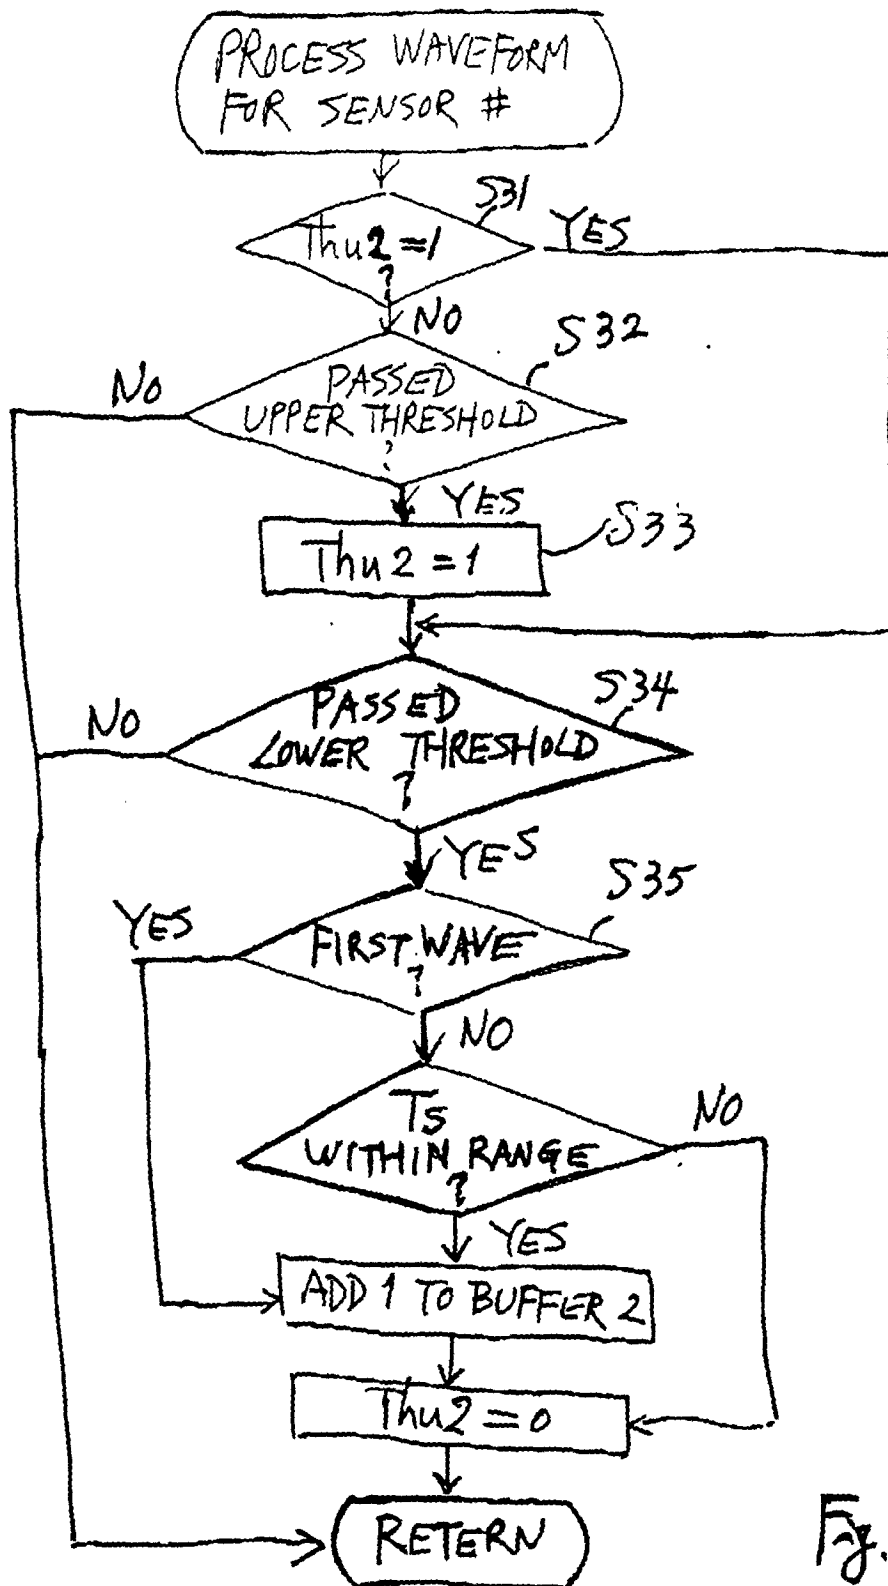 PROCESS WAVEFORM
FOR SENSOR #
S31
Thu2=1
?
YES
NO
S32
NO
PASSED
UPPER THRESHOLD
?
YES
S33
Thu2=1
S34
NO
PASSED
LOWER THRESHOLD
?
YES
S35
YES
FIRST WAVE
?
NO
Ts
WITHIN RANGE
?
NO
YES
ADD 1 TO BUFFER 2
Thu2=0
RETERN
Fig.